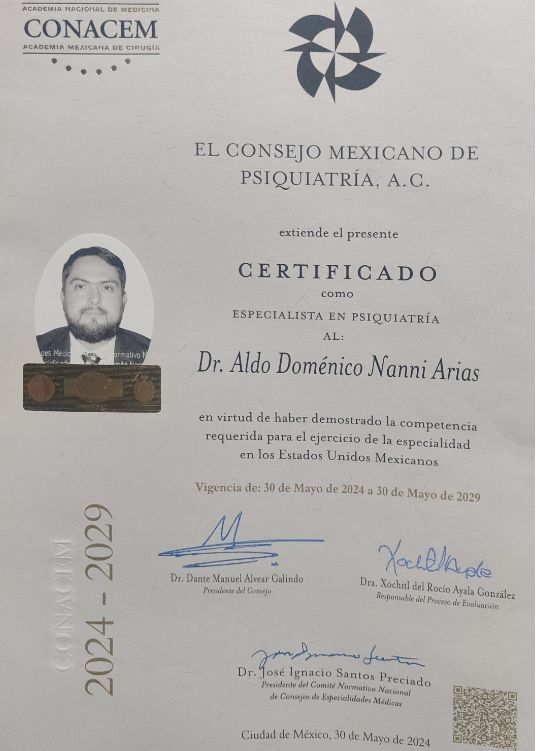 ACADEMIA NACIONAL DE MEDICINA
CONACEM
ACADEMIA MEXICANA DE CIRUGÍA
EL CONSEJO MEXICANO DE
PSIQUIATRÍA, A.C.
extiende el presente
CERTIFICADO
como
ESPECIALISTA EN PSIQUIATRÍA
AL:
Dr. Aldo Doménico Nanni Arias
en virtud de haber demostrado la competencia
requerida para el ejercicio de la especialidad
en los Estados Unidos Mexicanos
Vigencia de: 30 de Mayo de 2024 a 30 de Mayo de 2029
CONACEM
2024 - 2029
Dr. Dante Manuel Alvear Galindo
Presidente del Consejo
Dra. Xóchitl del Rocío Ayala González
Responsable del Proceso de Evaluación
Dr. José Ignacio Santos Preciado
Presidente del Comité Normativo Nacional
de Consejos de Especialidades Médicas
Ciudad de México, 30 de Mayo de 2024